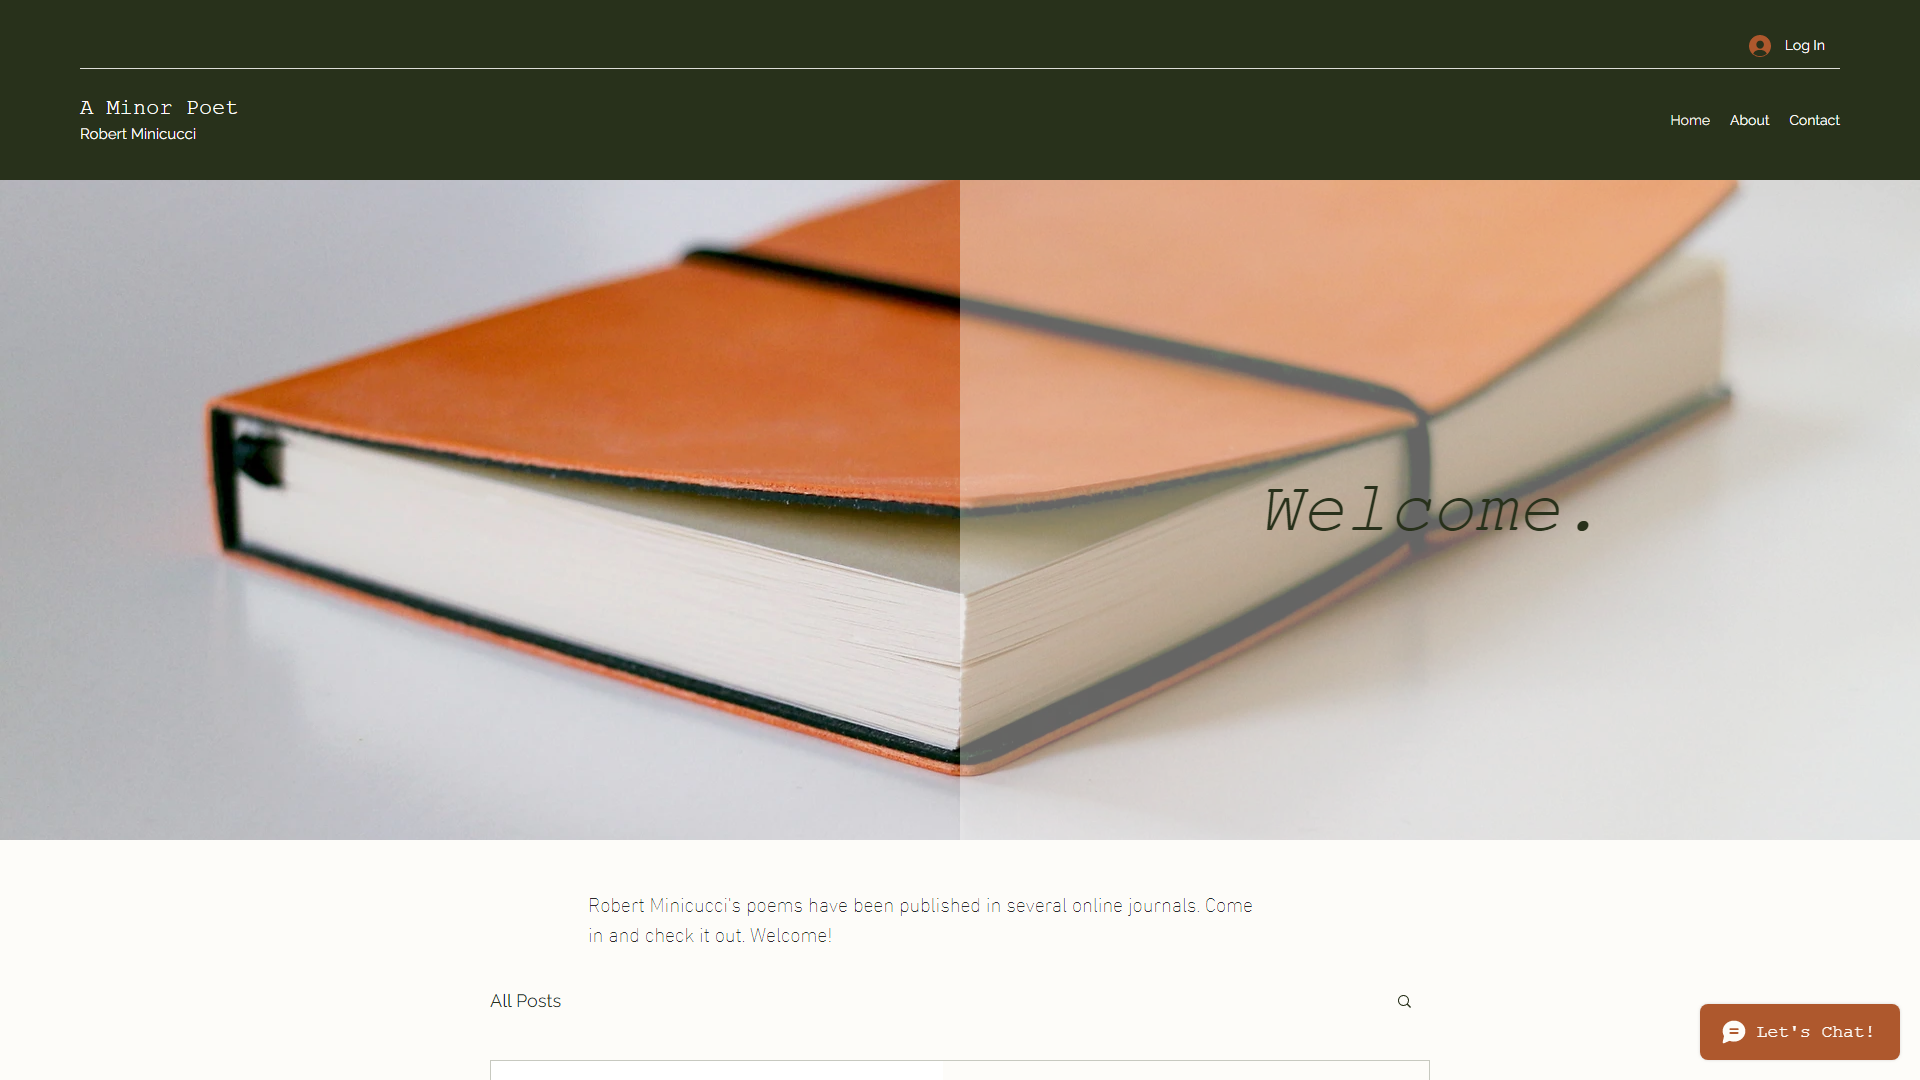 Log In
A Minor Poet
Robert Minicucci
Home
About
Contact
Welcome.
Robert Minicucci's poems have been published in several online journals. Come
in and check it out. Welcome!
All Posts
Let's Chat!